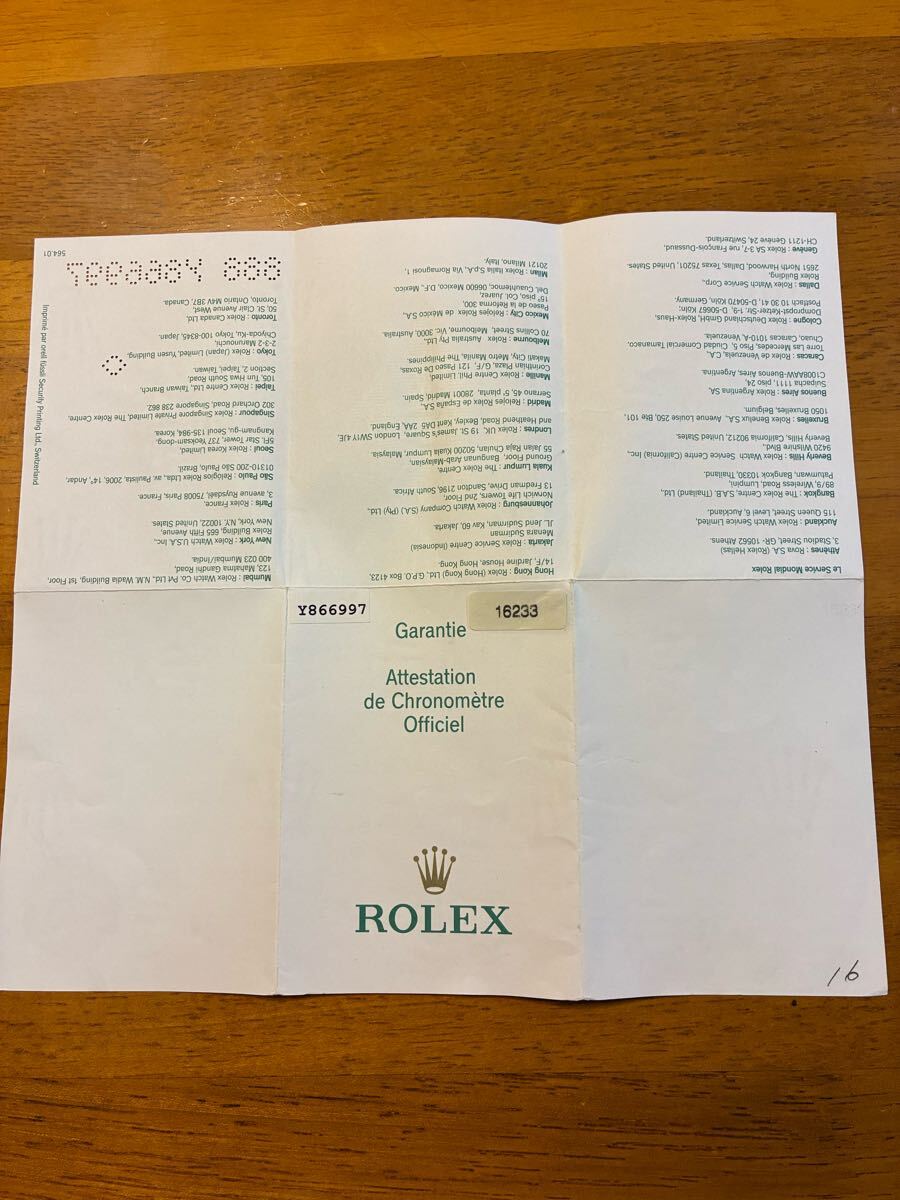 Y866997
16233
Garantie
Attestation
de Chronomètre
Officiel
ROLEX
16
Le Service Mondial Rolex
Athènes : Rova S.A. (Rolex Hellas)
3, Stadiou Street, GR- 10562 Athens.
Auckland : Rolex Watch Service Limited,
115 Queen Street, Level 6, Auckland.
Bangkok : The Rolex Centre, S.A.B. (Thailand) Ltd.,
89/79, Wireless Road, Lumpini,
Patumwan, Bangkok 10330, Thailand
Beverly Hills : Rolex Watch Service Center (California) Inc.,
9420 Wilshire Blvd.,
Beverly Hills, California 90212, United States
Bruxelles : Rolex Benelux S.A., Avenue Louise 250, Bte 101,
1050 Bruxelles, Belgium.
Buenos Aires : Rolex Argentina SA
Suipacha 1111, piso 24,
C1008AAW-Buenos Aires, Argentina.
Caracas : Rolex de Venezuela, C.A.,
Torre Las Mercedes, Piso 5, Ciudad Comercial Tamanaco,
Chuao, Caracas 1010-A, Venezuela.
Cologne : Rolex Deutschland GmbH, Rolex-Haus,
Dompropst-Ketzer-Str. 1-9, D-50667 Köln;
Postfach 10 30 41, D-50470 Köln, Germany.
Dallas : Rolex Watch Service Corp.,
Rolex Building,
2651 North Harwood, Dallas, Texas 75201, United States.
Genève : Rolex SA, 3-7, rue François-Dussaud,
CH-1211 Genève 24, Switzerland.
Hong Kong : Rolex (Hong Kong) Ltd., G.P.O. Box 4123,
14/F, Jardine, House, Hong Kong.
Jakarta : Rolex Service Centre (Indonesia)
Menara Sudirman
JL. Jend Sudirman, Kav 60, Jakarta.
Johannesburg : Rolex Watch Company (S.A.) (Pty) Ltd.,
Norwich Life Towers, 2nd Floor,
13 Fredman Drive, Sandton 2196, South Africa
Kuala Lumpur : The Rolex Centre,
Ground Floor, Bangunan Arab-Malaysian,
55 Jalan Raja Chulan, 50200 Kuala Lumpur, Malaysia.
Londres : Rolex UK 19 St. James's Square, London SW1Y4JE
and Heathend Road, Bexley, Kent DA5 2AA, England.
Madrid : Relojes Rolex de España S.A.,
Serrano 45, 5ª planta, 28001 Madrid, Spain.
Manille : Rolex Centre Phil. Limited,
Corinthian Plaza, G/F., 121 Paseo De Roxas,
Makati City, Metro Manila, The Philippines.
Melbourne : Rolex Australia Pty Ltd.,
70 Collins Street, Melbourne, Vic. 3000, Australia.
Mexico City : Relojes Rolex de Mexico S.A.,
Paseo de la Reforma 300,
15° Piso, Col. Juarez,
Del. Cuauhtemoc 06600 Mexico, D.F., Mexico.
Milan : Rolex Italia S.p.A., Via Romagnosi, 1
20121 Milano, Italy.
Mumbai : Rolex Watch Co. Pvt Ltd., N.M. Wadia Building, 1st Floor,
123, Mahatma Gandhi Road,
400 023 Mumbai/India.
New York : Rolex Watch U.S.A. Inc.,
Rolex Building, 665 Fifth Avenue,
New York, N.Y. 10022, United States.
Paris : Rolex France,
3, avenue Ruysdaël, 75008 Paris, France.
São Paulo : Relógios Rolex Ltda., av. Paulista, 2006, 14°, Andar,
01310-200 São Paulo, Brazil.
Seoul : Rolex Korea Limited,
5Fl. Star Tower, 737 Yeoksam-dong,
Kangnam-gu, Seoul 135-984, Korea.
Singapour : Rolex Singapore Private Limited The Rolex Centre,
302 Orchard Road, Singapore 238 862.
Taipei : Rolex Centre Ltd., Taiwan Branch
105, Tun Hwa South Road,
Section 2, Taipei, Taiwan.
Tokyo : Rolex (Japan) Limited, Yusen Building,
2-3-2 Marunouchi,
Chiyoda-Ku, Tokyo 100-8345, Japan.
Toronto : Rolex Canada Ltd.
50, St. Clair Avenue, West,
Toronto, Ontario M4V 3B7, Canada.
888 Y866997
564.01
Imprimé par orell füssli Security Printing Ltd., Switzerland